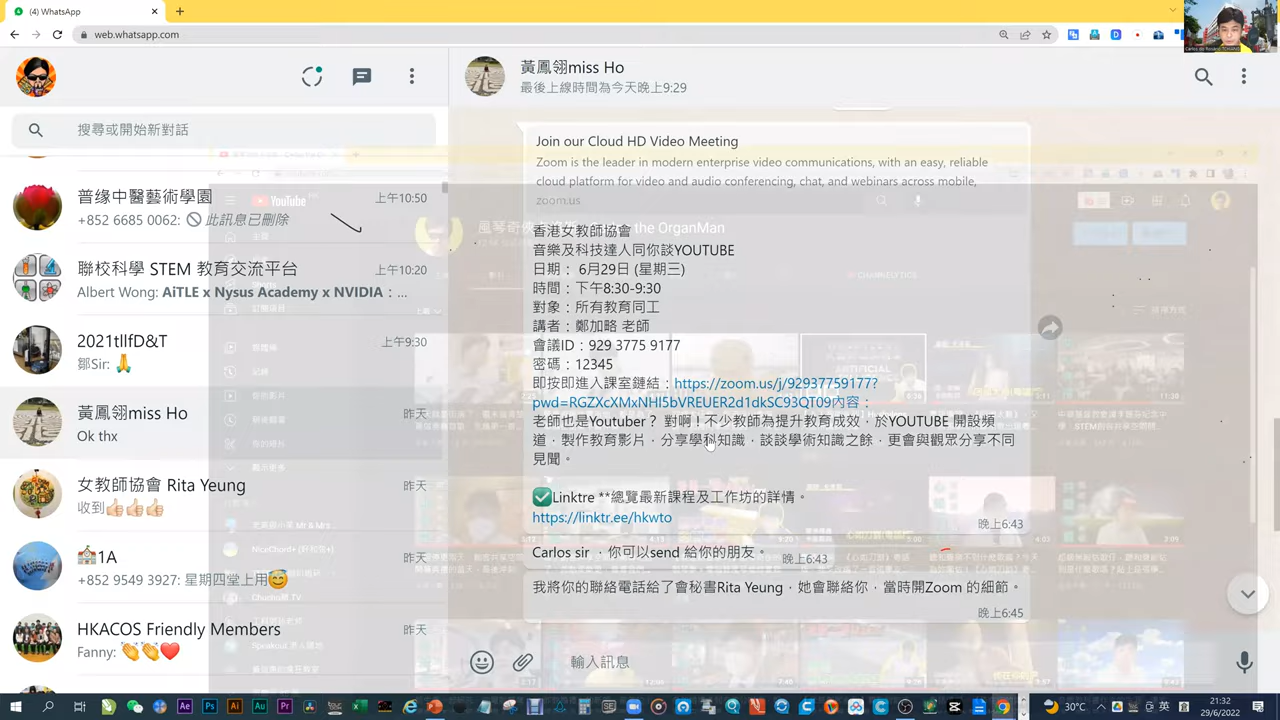 (4) WhatsApp
web.whatsapp.com
Carlos de Renard TCHANG
黃鳳翎miss Ho
最後上線時間為今天晚上9:29
搜尋或開始新對話
普缘中醫藝術學園
上午10:50
+852 6685 0062: 此訊息已刪除
聯校科學 STEM 教育交流平台
上午10:20
Albert Wong: AiTLE x Nysus Academy x NVIDIA：...
2021tllfD&T
上午9:30
鄒Sir:
黃鳳翎miss Ho
昨天
Ok thx
女教師協會 Rita Yeung
昨天
收到
1A
昨天
+852 9549 3927: 星期四堂上用
HKACOS Friendly Members
昨天
Fanny:
Join our Cloud HD Video Meeting
Zoom is the leader in modern enterprise video communications, with an easy, reliable
cloud platform for video and audio conferencing, chat, and webinars across mobile,
zoom.us
YouTube
the OrganMan
香港女教師協會
音樂及科技達人同你談YOUTUBE
日期： 6月29日 (星期三)
時間：下午8:30-9:30
對象：所有教育同工
講者：鄭加略 老師
會議ID：929 3775 9177
密碼：12345
即按即進入課室鏈結：https://zoom.us/j/92937759177?
pwd=RGZXcXMxNHl5bVREUER2d1dkSC93QT09內容：
老師也是Youtuber？ 對啊！不少教師為提升教育成效，於YOUTUBE 開設頻
道，製作教育影片，分享學科知識，談談學術知識之餘，更會與觀眾分享不同
見聞。
Linktre **總覽最新課程及工作坊的詳情。
https://linktr.ee/hkwto
晚上6:43
Carlos sir.，你可以send 給你的朋友。
晚上6:43
我將你的聯絡電話給了會秘書Rita Yeung，她會聯絡你，當時開Zoom 的細節。
晚上6:45
輸入訊息
30°C
英
21:32
29/6/2022